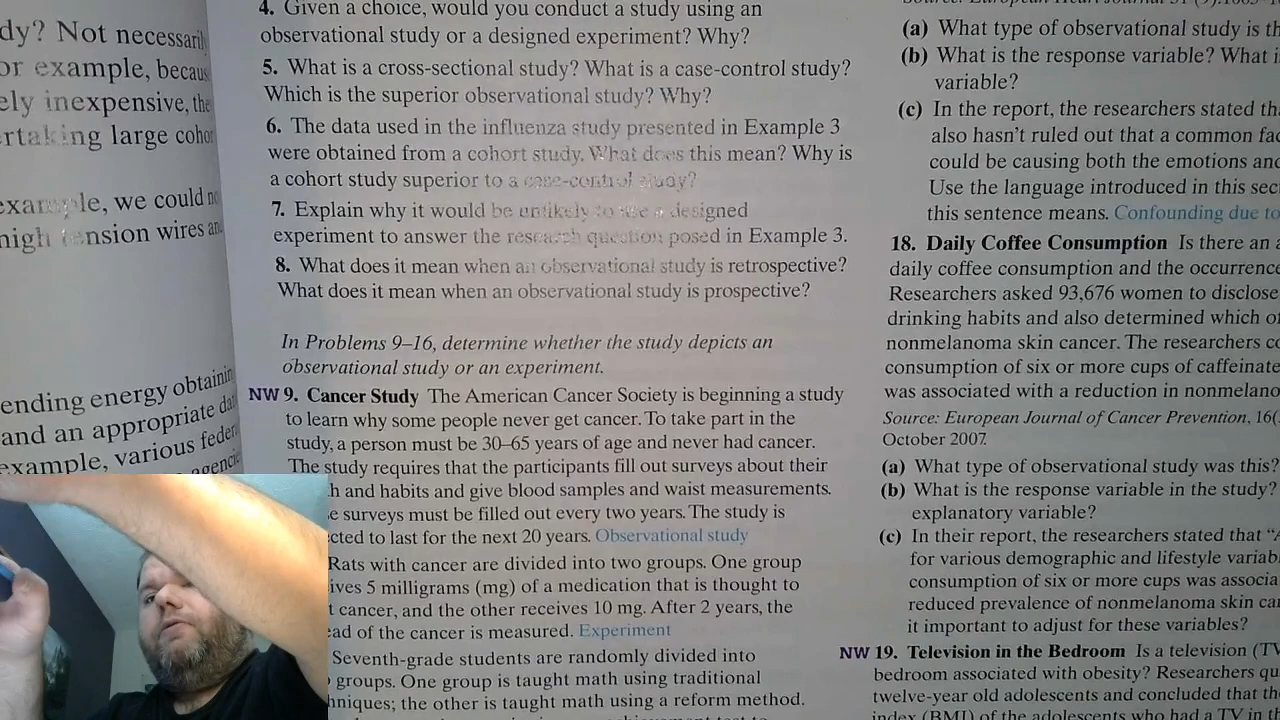 dy? Not necessarily
or example, becaus
ely inexpensive, the
rtaking large cohor
example, we could no
high tension wires and
ending energy obtainin
and an appropriate dat
example, various feder
agencie
4. Given a choice, would you conduct a study using an
observational study or a designed experiment? Why?
5. What is a cross-sectional study? What is a case-control study?
Which is the superior observational study? Why?
6. The data used in the influenza study presented in Example 3
were obtained from a cohort study. What does this mean? Why is
a cohort study superior to a case-control study?
7. Explain why it would be unlikely to use a designed
experiment to answer the research question posed in Example 3.
8. What does it mean when an observational study is retrospective?
What does it mean when an observational study is prospective?
In Problems 9–16, determine whether the study depicts an
observational study or an experiment.
NW 9. Cancer Study The American Cancer Society is beginning a study
to learn why some people never get cancer. To take part in the
study, a person must be 30–65 years of age and never had cancer.
The study requires that the participants fill out surveys about their
h and habits and give blood samples and waist measurements.
e surveys must be filled out every two years. The study is
cted to last for the next 20 years. Observational study
Rats with cancer are divided into two groups. One group
ives 5 milligrams (mg) of a medication that is thought to
t cancer, and the other receives 10 mg. After 2 years, the
ad of the cancer is measured. Experiment
Seventh-grade students are randomly divided into
groups. One group is taught math using traditional
hniques; the other is taught math using a reform method.
(a) What type of observational study is th
(b) What is the response variable? What i
variable?
(c) In the report, the researchers stated tha
also hasn't ruled out that a common fac
could be causing both the emotions and
Use the language introduced in this sec
this sentence means. Confounding due to
18. Daily Coffee Consumption Is there an a
daily coffee consumption and the occurrence
Researchers asked 93,676 women to disclose
drinking habits and also determined which of
nonmelanoma skin cancer. The researchers co
consumption of six or more cups of caffeinate
was associated with a reduction in nonmelano
Source: European Journal of Cancer Prevention, 16(
October 2007.
(a) What type of observational study was this?
(b) What is the response variable in the study?
explanatory variable?
(c) In their report, the researchers stated that “A
for various demographic and lifestyle variab
consumption of six or more cups was associa
reduced prevalence of nonmelanoma skin can
it important to adjust for these variables?
NW 19. Television in the Bedroom Is a television (TV
bedroom associated with obesity? Researchers qu
twelve-year old adolescents and concluded that th
index (BMI) of the adolescents who had a TV in th